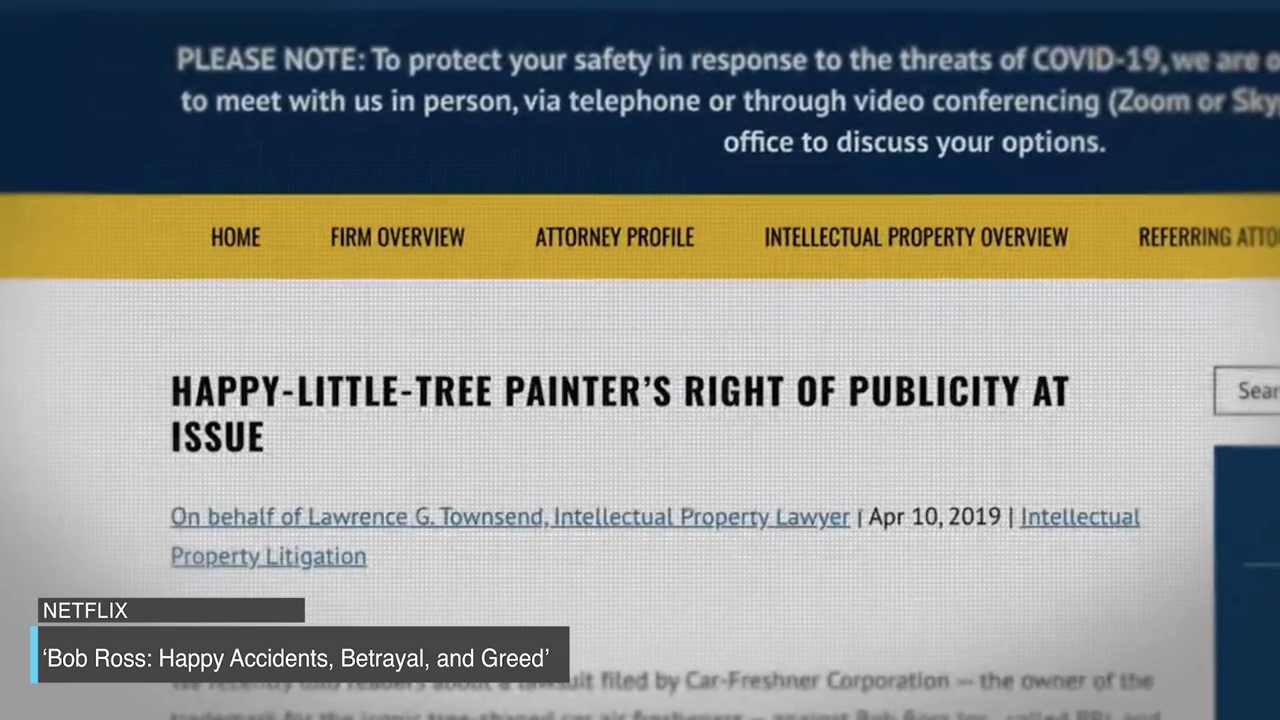 PLEASE NOTE: To protect your safety in response to the threats of COVID-19, we are
to meet with us in person, via telephone or through video conferencing (Zoom or
office to discuss your options.
HOME FIRM OVERVIEW ATTORNEY PROFILE INTELLECTUAL PROPERTY OVERVIEW REFERRING
HAPPY-LITTLE-TREE PAINTER'S RIGHT OF PUBLICITY AT
ISSUE
On behalf of Lawrence G. Townsend, Intellectual Property Lawyer | Apr 10, 2019 | Intellectual
Property Litigation
NETFLIX
'Bob Ross: Happy Accidents, Betrayal, and Greed'
lawsuit filed by Car-Freshner Corporation — the owner of the